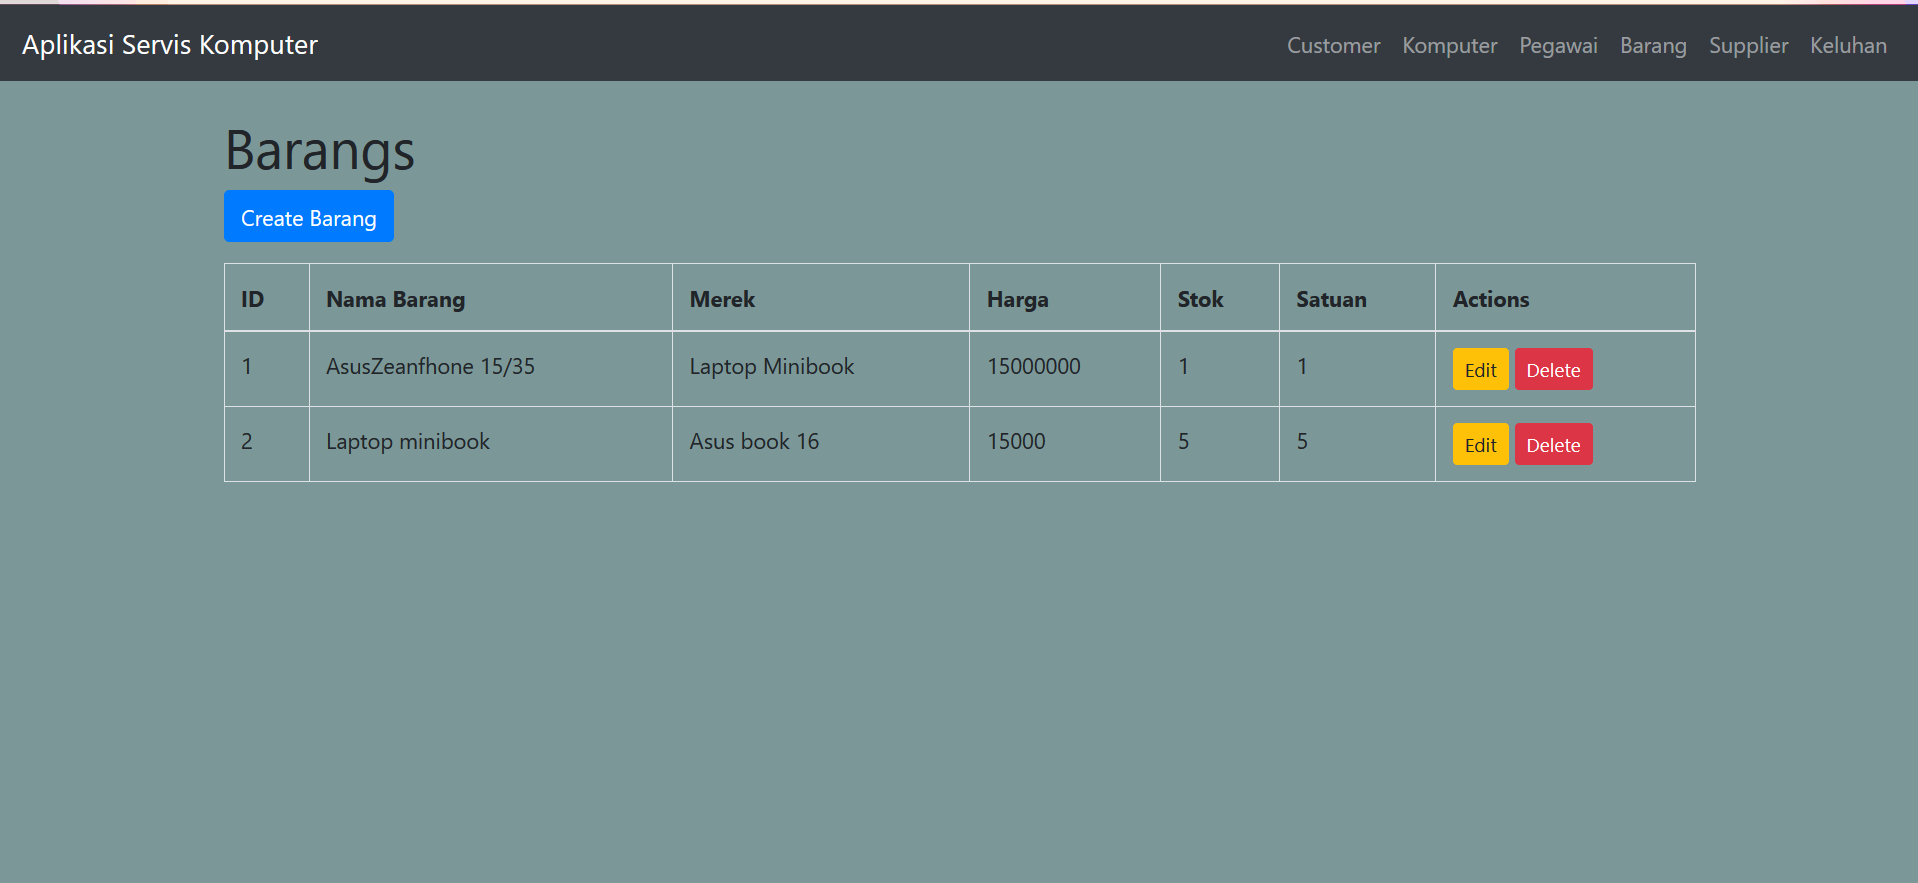 Aplikasi Servis Komputer Customer Komputer Pegawai Barang Supplier Keluhan
Barangs
Create Barang
ID Nama Barang Merek Harga Stok Satuan Actions
1 AsusZeanfhone 15/35 Laptop Minibook 15000000 1 1 Edit Delete
2 Laptop minibook Asus book 16 15000 5 5 Edit Delete